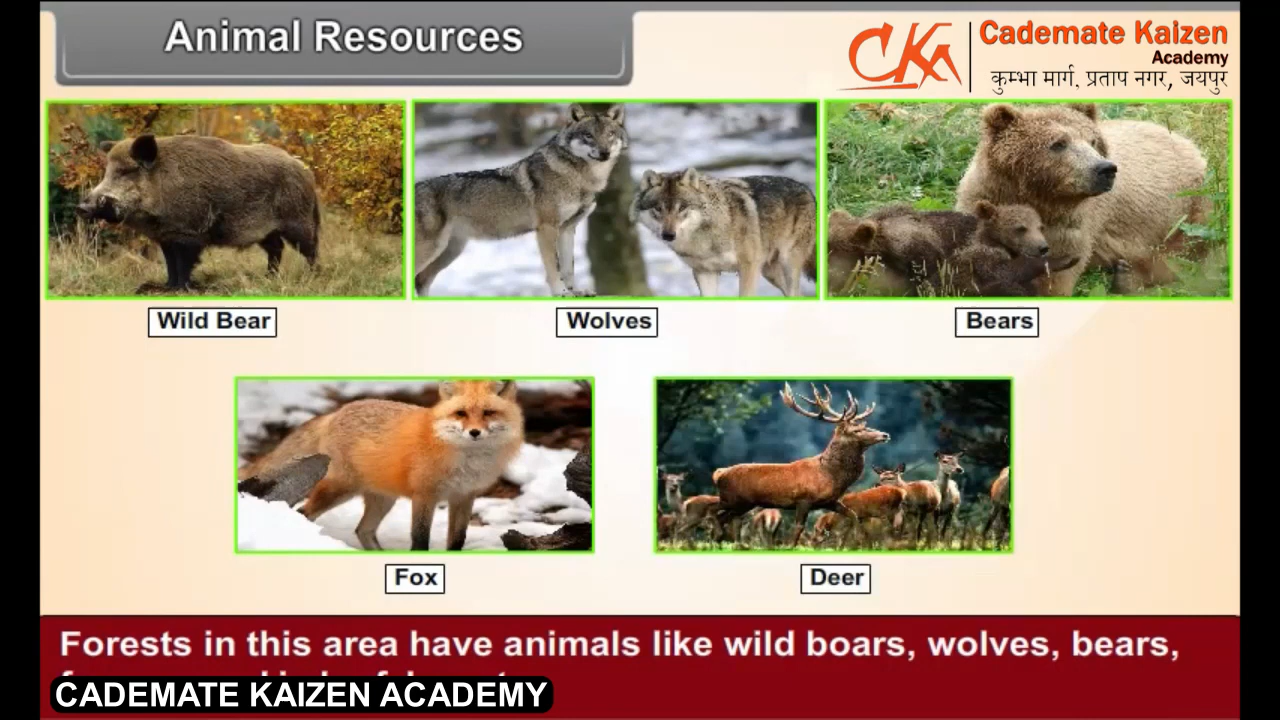 Animal Resources
CKA
Cademate Kaizen
Academy
कुम्भा मार्ग, प्रताप नगर, जयपुर
Wild Bear
Wolves
Bears
Fox
Deer
Forests in this area have animals like wild boars, wolves, bears,
CADEMATE KAIZEN ACADEMY